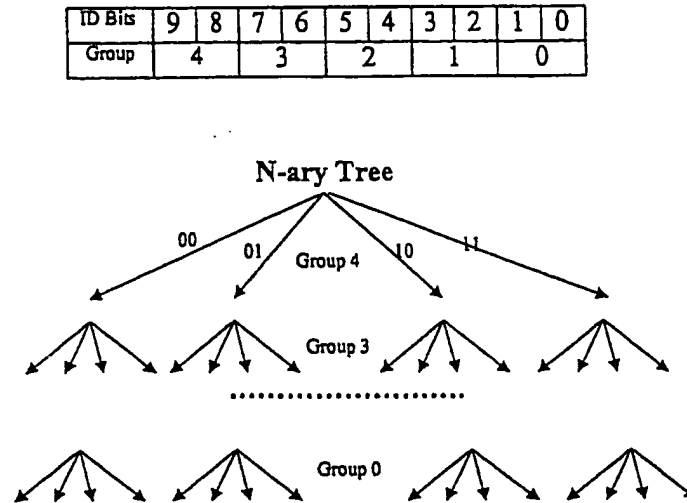 ID Bits 9 8 7 6 5 4 3 2 1 0
Group 4 3 2 1 0
N-ary Tree
00 01 10 11
Group 4
Group 3
Group 0